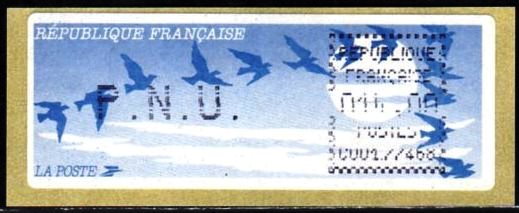 RÉPUBLIQUE FRANÇAISE
P.N.U.
LA POSTE
REPUBLIQUE
FRANCAISE
POSTES